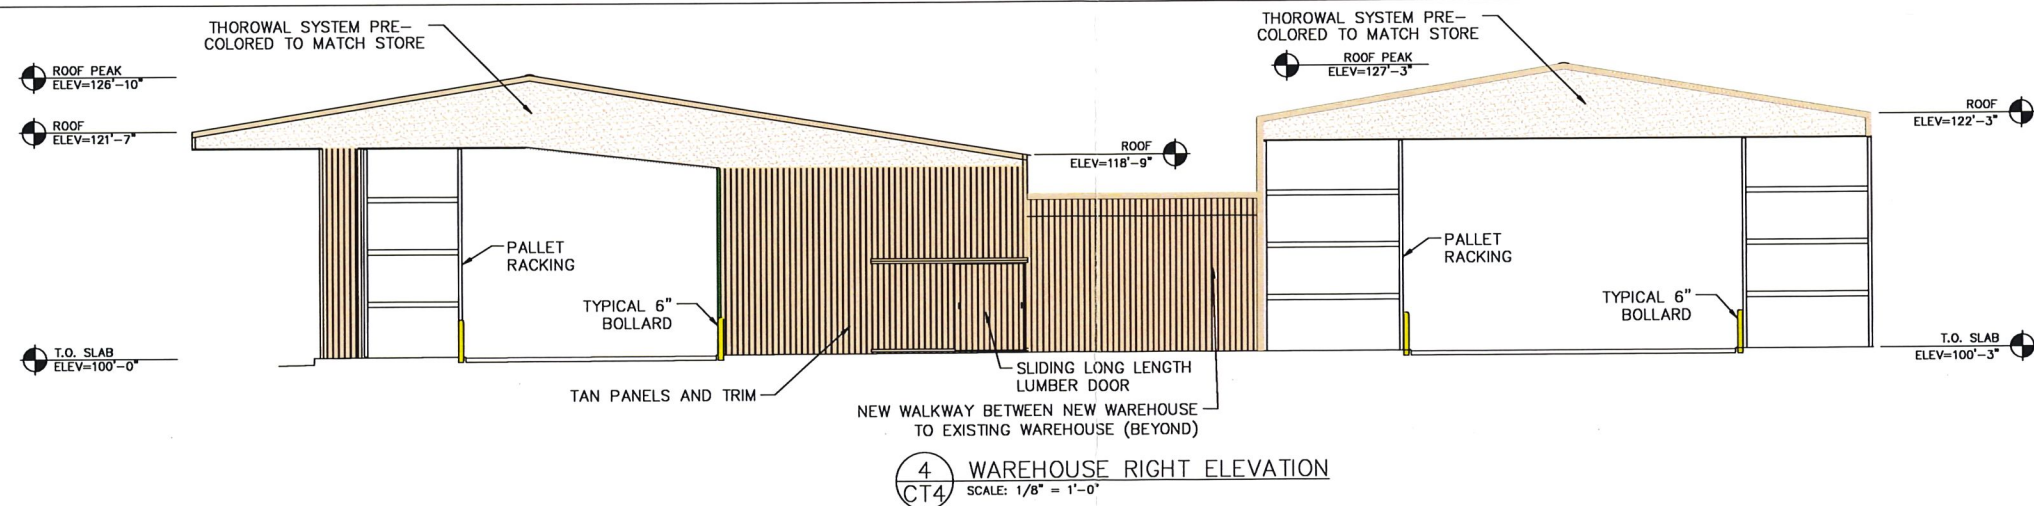 THOROWAL SYSTEM PRE-
COLORED TO MATCH STORE
THOROWAL SYSTEM PRE-
COLORED TO MATCH STORE
ROOF PEAK
ELEV=126'-10"
ROOF PEAK
ELEV=127'-3"
ROOF
ELEV=121'-7"
ROOF
ELEV=118'-9"
ROOF
ELEV=122'-3"
PALLET
RACKING
PALLET
RACKING
TYPICAL 6"
BOLLARD
TYPICAL 6"
BOLLARD
T.O. SLAB
ELEV=100'-0"
T.O. SLAB
ELEV=100'-3"
SLIDING LONG LENGTH
LUMBER DOOR
TAN PANELS AND TRIM
NEW WALKWAY BETWEEN NEW WAREHOUSE
TO EXISTING WAREHOUSE (BEYOND)
4
CT4
WAREHOUSE RIGHT ELEVATION
SCALE: 1/8" = 1'-0"